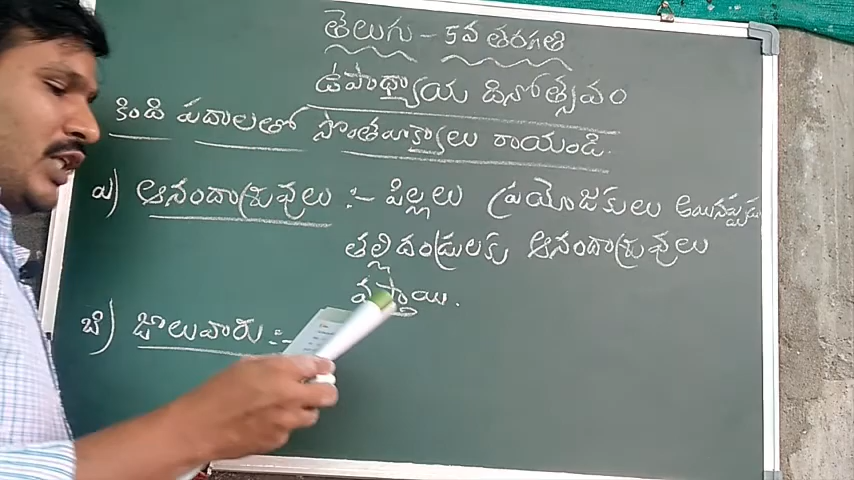 తెలుగు - 5వ తరగతి
ఉపాధ్యాయ దినోత్సవం
కింది పదాలతో సొంతవాక్యాలు రాయండి.
ఎ) ఆనందాశ్రువులు :- పిల్లలు ప్రయోజకులు అయినప్పుడు
తల్లిదండ్రులకు ఆనందాశ్రువులు
వస్తాయి.
బి) జాలువారు :-